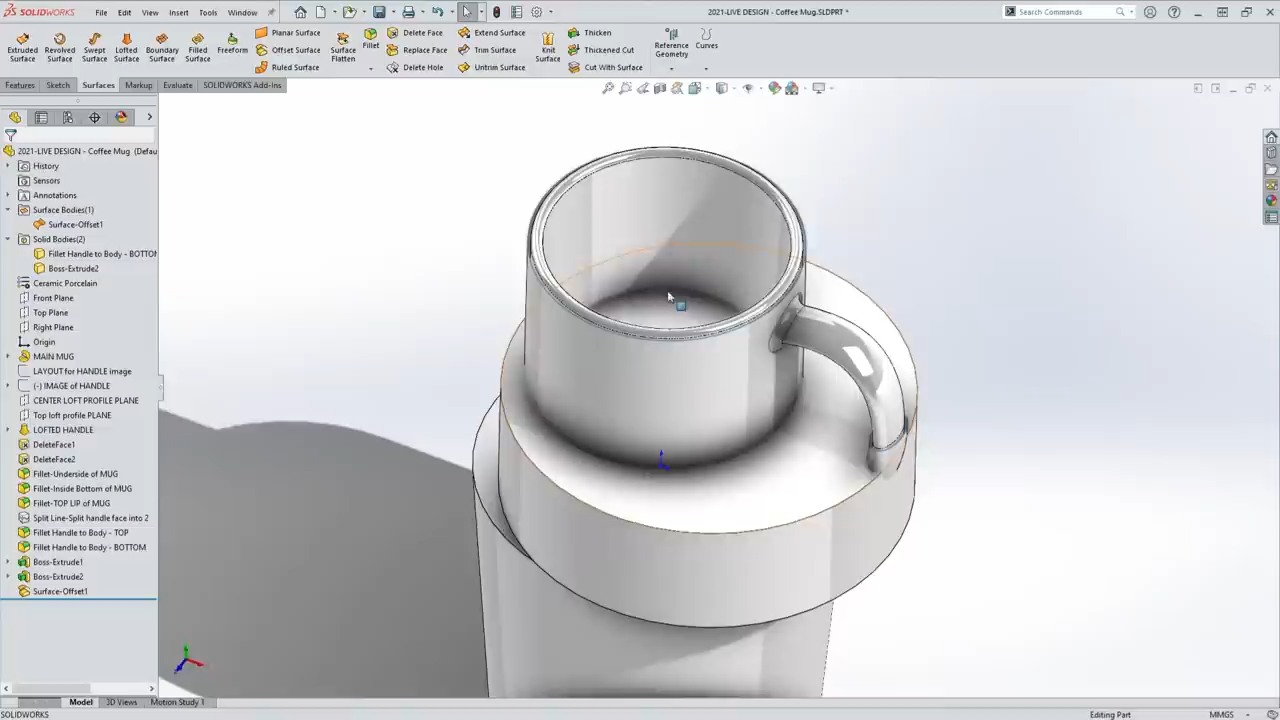 SOLIDWORKS File Edit View Insert Tools Window 2021-LIVE DESIGN - Coffee Mug.SLDPRT * Search Commands
Extruded Surface
Revolved Surface
Swept Surface
Lofted Surface
Boundary Surface
Filled Surface
Freeform
Planar Surface
Offset Surface
Ruled Surface
Surface Flatten
Fillet
Delete Face
Replace Face
Delete Hole
Extend Surface
Trim Surface
Untrim Surface
Knit Surface
Thicken
Thickened Cut
Cut With Surface
Reference Geometry
Curves
Features Sketch Surfaces Markup Evaluate SOLIDWORKS Add-Ins
2021-LIVE DESIGN - Coffee Mug (Defau
History
Sensors
Annotations
Surface Bodies(1)
Surface-Offset1
Solid Bodies(2)
Fillet Handle to Body - BOTTON
Boss-Extrude2
Ceramic Porcelain
Front Plane
Top Plane
Right Plane
Origin
MAIN MUG
LAYOUT for HANDLE image
(-) IMAGE of HANDLE
CENTER LOFT PROFILE PLANE
Top loft profile PLANE
LOFTED HANDLE
DeleteFace1
DeleteFace2
Fillet-Underside of MUG
Fillet-Inside Bottom of MUG
Fillet-TOP LIP of MUG
Split Line-Split handle face into 2
Fillet Handle to Body - TOP
Fillet Handle to Body - BOTTOM
Boss-Extrude1
Boss-Extrude2
Surface-Offset1
Model 3D Views Motion Study 1
SOLIDWORKS Editing Part MMGS